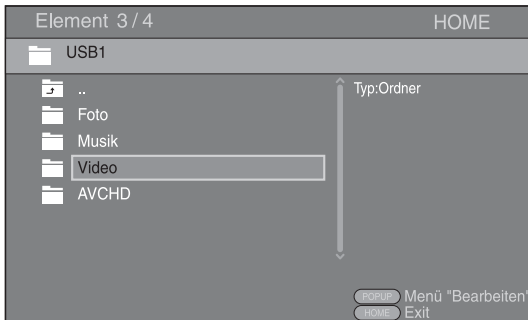 Element 3 / 4
HOME
USB1
..
Foto
Musik
Video
AVCHD
Typ:Ordner
POPUP Menü "Bearbeiten"
HOME Exit